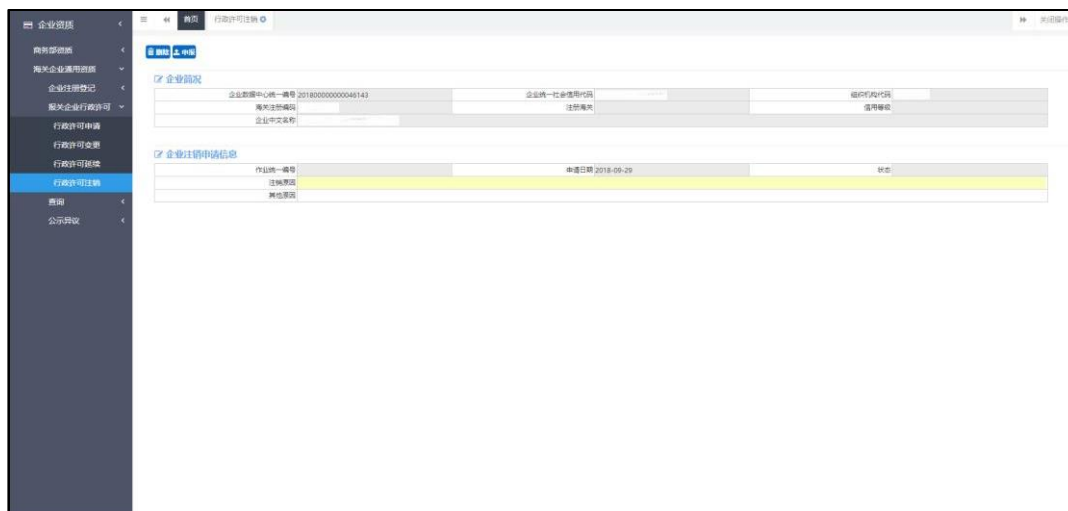 企业资质
首页 行政许可注销
关闭操作
商务部资质
海关企业通用资质
企业注册登记
报关企业行政许可
行政许可申请
行政许可变更
行政许可延续
行政许可注销
查询
公示异议
删除 申报
企业简况
企业数据中心统一编号 201800000000046143 企业统一社会信用代码 组织机构代码
海关注册编码 注册海关 信用等级
企业中文名称
企业注销申请信息
作业统一编号 申请日期 2018-09-29 状态
注销原因
其他原因